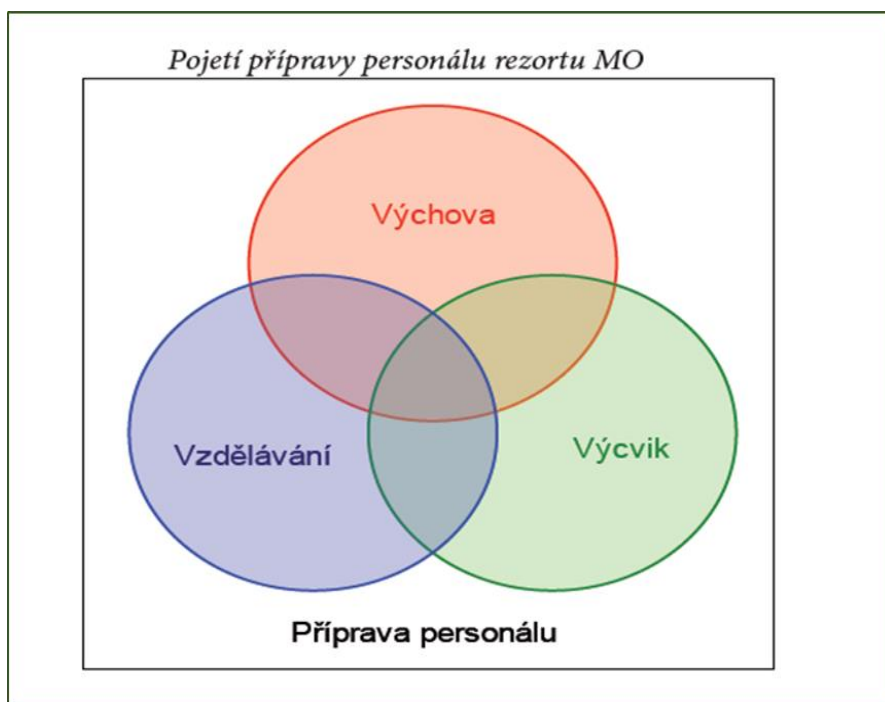 Pojetí přípravy personálu rezortu MO
Výchova
Vzdělávání
Výcvik
Příprava personálu